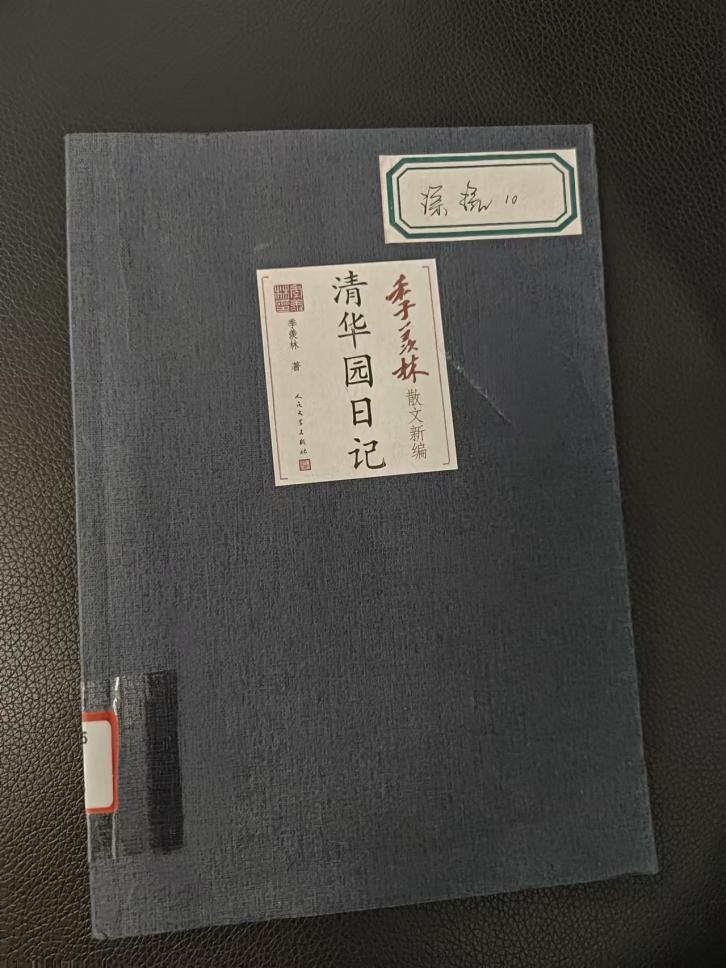 10
季羡林
散文新编
清华园日记
季羡林 著
人民文学出版社